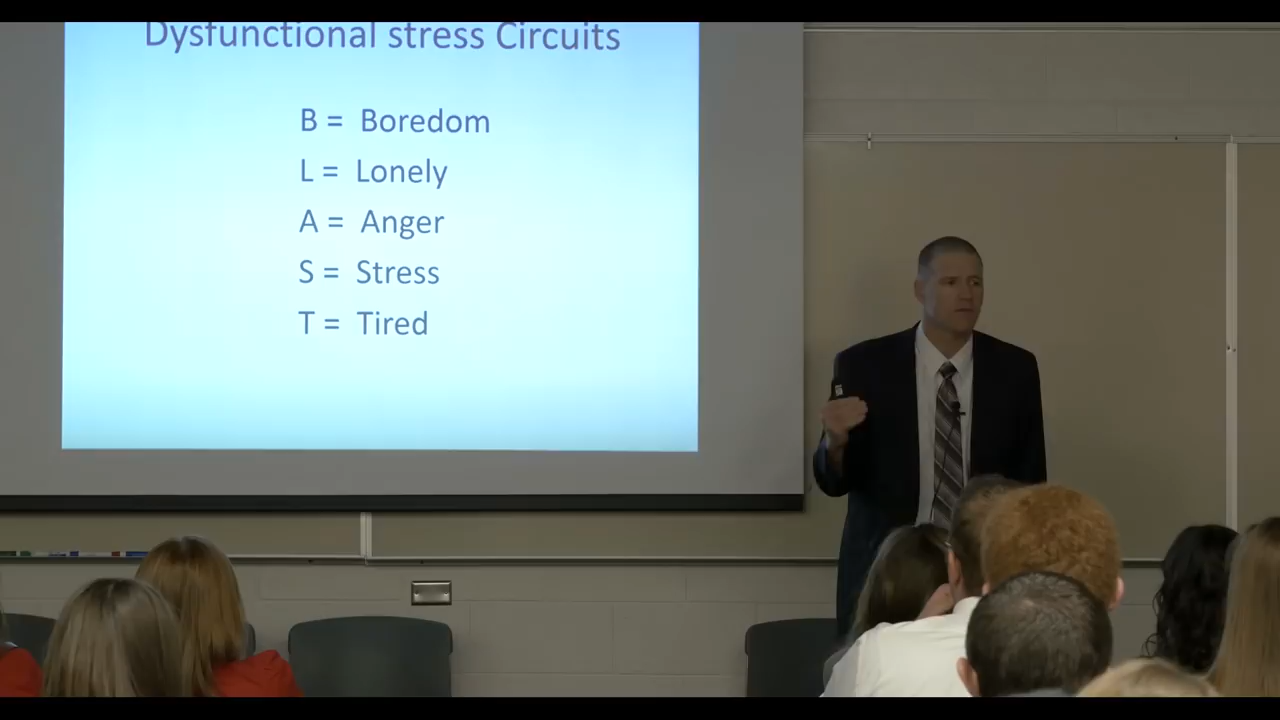 Dysfunctional stress Circuits
B = Boredom
L = Lonely
A = Anger
S = Stress
T = Tired